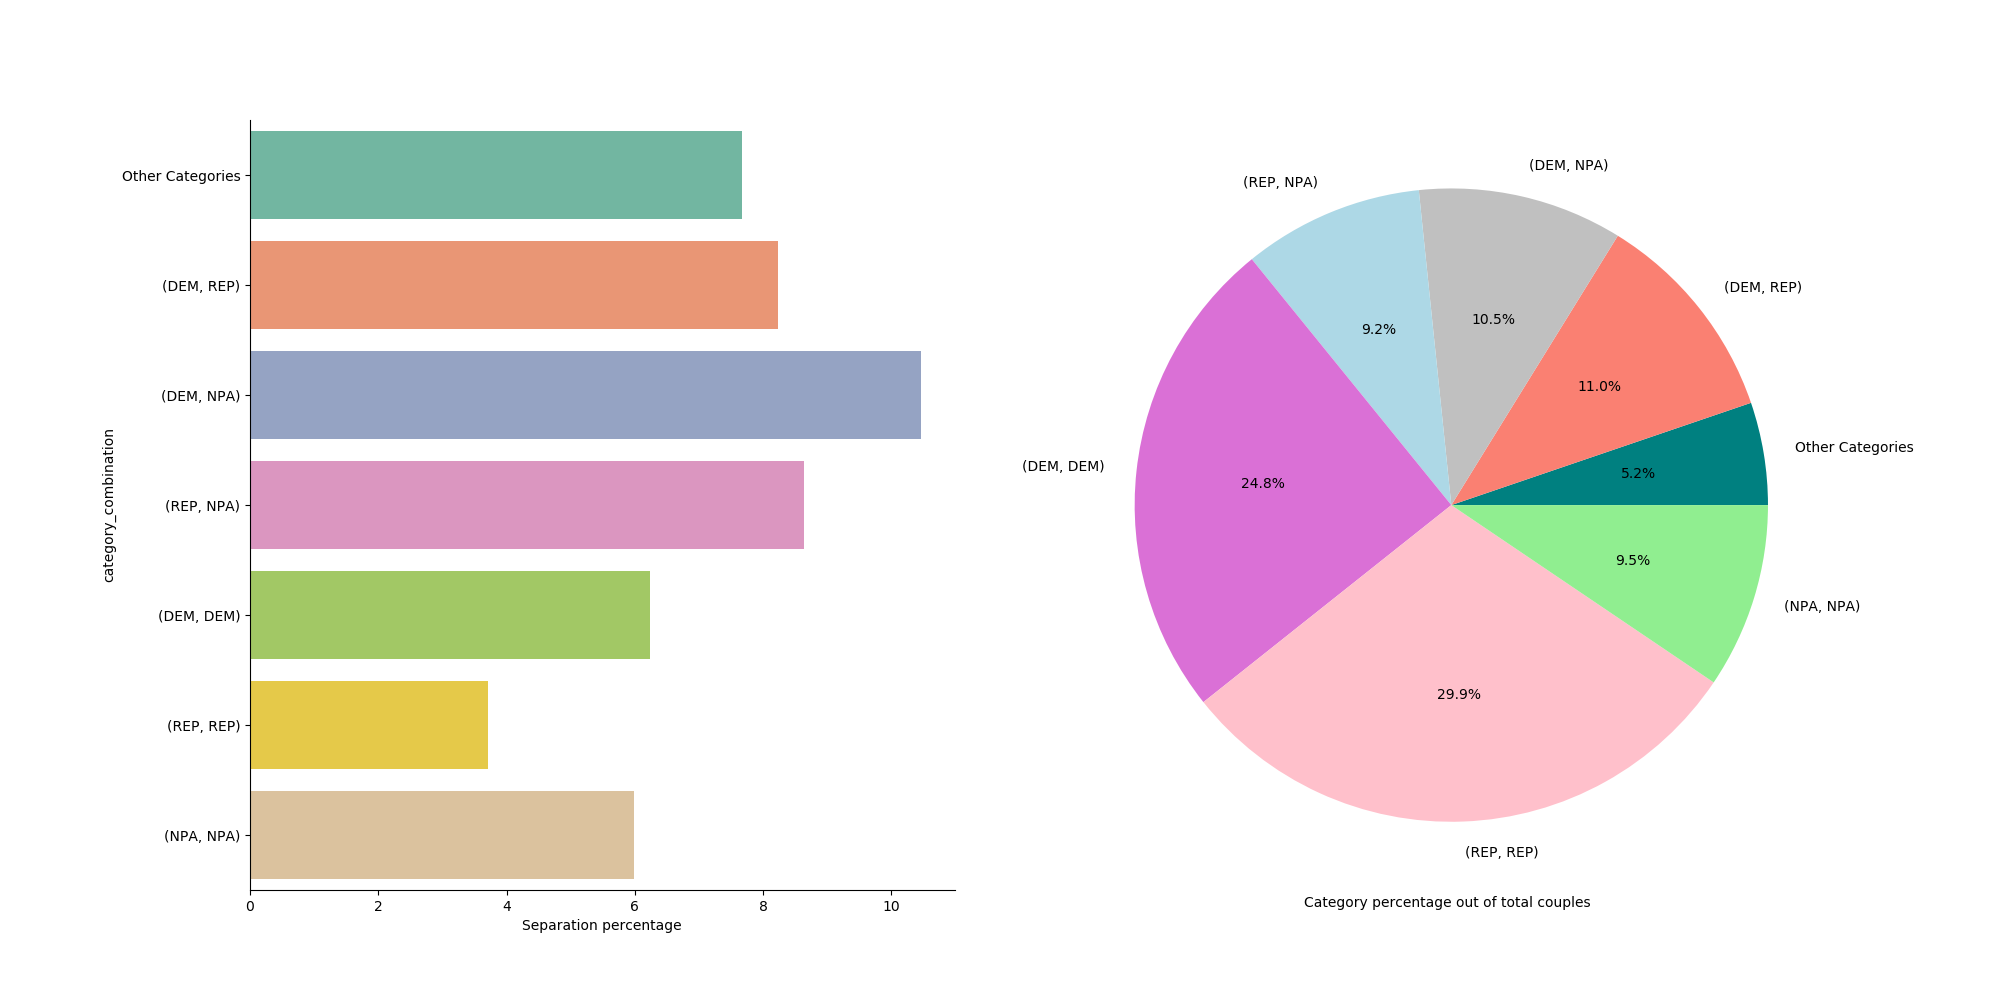 Other Categories
(DEM, REP)
(DEM, NPA)
(REP, NPA)
(DEM, DEM)
(REP, REP)
(NPA, NPA)
category_combination
0 2 4 6 8 10
Separation percentage
(DEM, NPA)
(REP, NPA)
(DEM, REP)
10.5%
9.2%
11.0%
Other Categories
(DEM, DEM)
5.2%
24.8%
9.5%
(NPA, NPA)
29.9%
(REP, REP)
Category percentage out of total couples